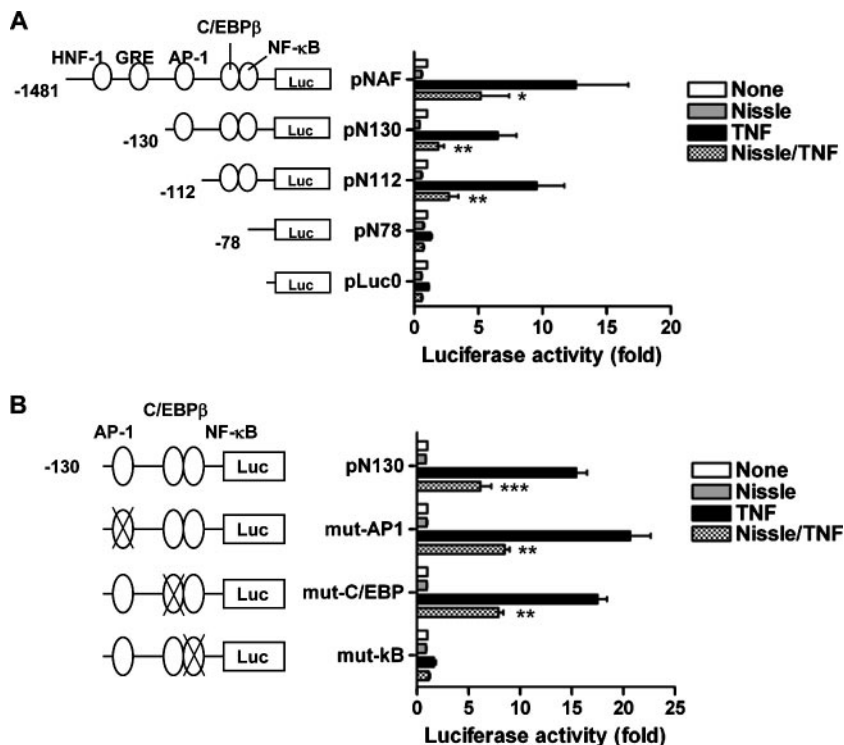 A
C/EBPβ
HNF-1 GRE AP-1 NF-κB
-1481 Luc pNAF *
-130 Luc pN130 **
-112 Luc pN112 **
-78 Luc pN78
Luc pLuc0
None
Nissle
TNF
Nissle/TNF
0 5 10 15 20
Luciferase activity (fold)
B
C/EBPβ
AP-1 NF-κB
-130 Luc pN130 ***
Luc mut-AP1 **
Luc mut-C/EBP **
Luc mut-kB
None
Nissle
TNF
Nissle/TNF
0 5 10 15 20 25
Luciferase activity (fold)